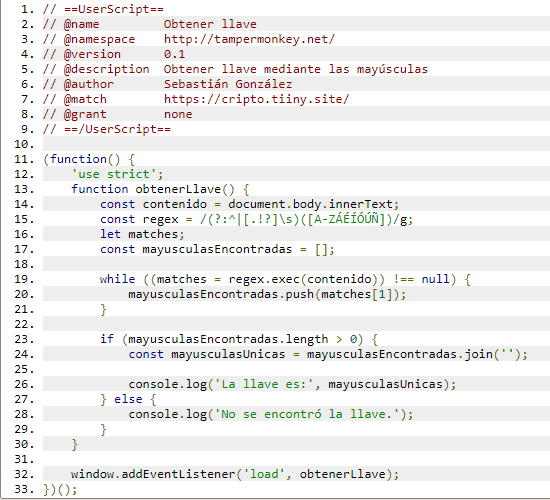 1. // ==UserScript==
2. // @name         Obtener llave
3. // @namespace    http://tampermonkey.net/
4. // @version      0.1
5. // @description  Obtener llave mediante las mayúsculas
6. // @author       Sebastián González
7. // @match        https://cripto.tiiny.site/
8. // @grant        none
9. // ==/UserScript==
10.
11. (function() {
12.     'use strict';
13.     function obtenerLlave() {
14.         const contenido = document.body.innerText;
15.         const regex = /(?:^|[.!?]\s)([A-ZÁÉÍÓÚÑ])/g;
16.         let matches;
17.         const mayusculasEncontradas = [];
18.
19.         while ((matches = regex.exec(contenido)) !== null) {
20.             mayusculasEncontradas.push(matches[1]);
21.         }
22.
23.         if (mayusculasEncontradas.length > 0) {
24.             const mayusculasUnicas = mayusculasEncontradas.join('');
25.
26.             console.log('La llave es:', mayusculasUnicas);
27.         } else {
28.             console.log('No se encontró la llave.');
29.         }
30.     }
31.
32.     window.addEventListener('load', obtenerLlave);
33. })();